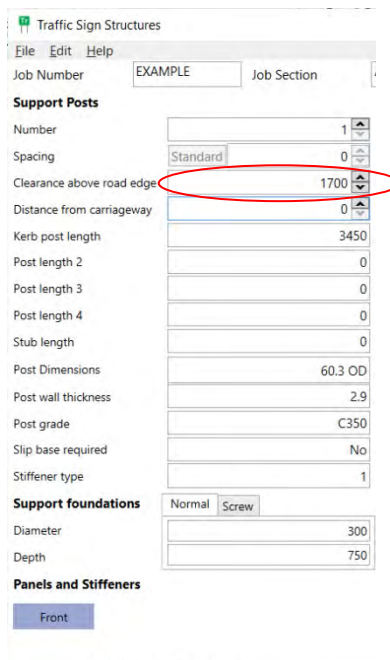 Traffic Sign Structures
File Edit Help
Job Number EXAMPLE Job Section
Support Posts
Number 1
Spacing Standard 0
Clearance above road edge 1700
Distance from carriageway 0
Kerb post length 3450
Post length 2 0
Post length 3 0
Post length 4 0
Stub length 0
Post Dimensions 60.3 OD
Post wall thickness 2.9
Post grade C350
Slip base required No
Stiffener type 1
Support foundations Normal Screw
Diameter 300
Depth 750
Panels and Stiffeners
Front